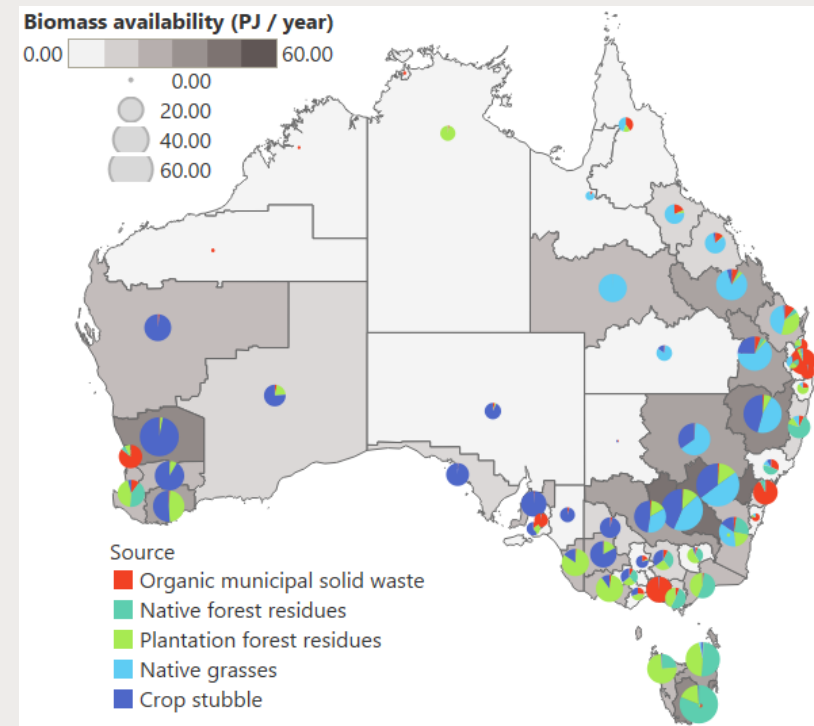 Biomass availability (PJ / year)
0.00 60.00
0.00
20.00
40.00
60.00
Source
Organic municipal solid waste
Native forest residues
Plantation forest residues
Native grasses
Crop stubble